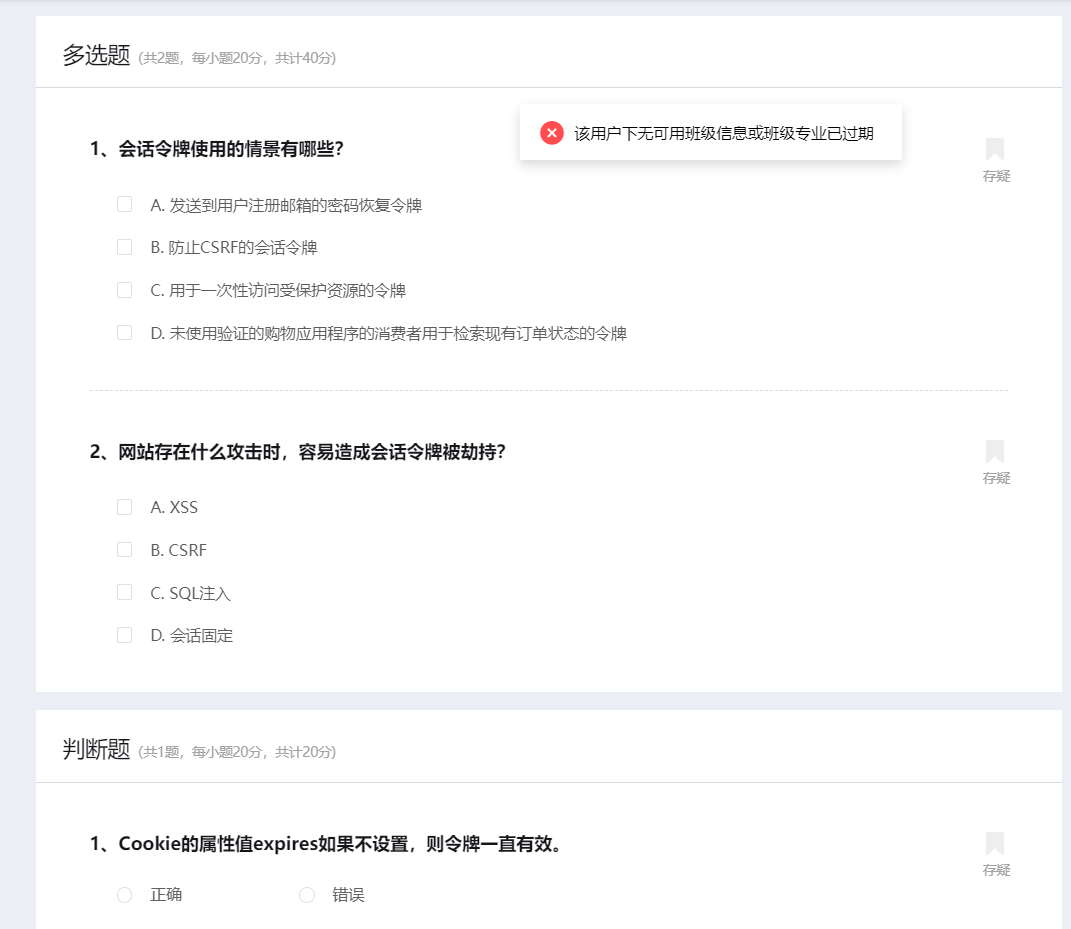 多选题 (共2题，每小题20分，共计40分)
该用户下无可用班级信息或班级专业已过期
1、会话令牌使用的情景有哪些?
存疑
A. 发送到用户注册邮箱的密码恢复令牌
B. 防止CSRF的会话令牌
C. 用于一次性访问受保护资源的令牌
D. 未使用验证的购物应用程序的消费者用于检索现有订单状态的令牌
2、网站存在什么攻击时，容易造成会话令牌被劫持?
存疑
A. XSS
B. CSRF
C. SQL注入
D. 会话固定
判断题 (共1题，每小题20分，共计20分)
1、Cookie的属性值expires如果不设置，则令牌一直有效。
存疑
正确 错误